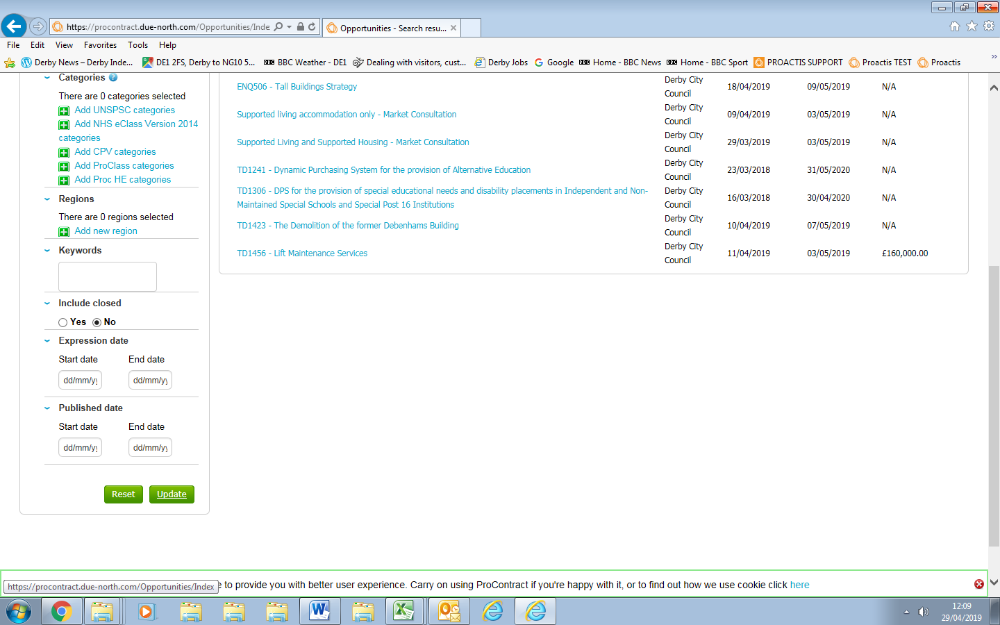 https://procontract.due-north.com/Opportunities/Inde:
Opportunities - Search resu...
File Edit View Favorites Tools Help
Derby News – Derby Inde...
DE1 2FS, Derby to NG10 5...
BBC Weather - DE1
Dealing with visitors, cust...
Derby Jobs
Google
Home - BBC News
Home - BBC Sport
PROACTIS SUPPORT
Proactis TEST
Proactis
Categories ?
There are 0 categories selected
Add UNSPSC categories
Add NHS eClass Version 2014
categories
Add CPV categories
Add ProClass categories
Add Proc HE categories
Regions
There are 0 regions selected
Add new region
Keywords
Include closed
Yes No
Expression date
Start date End date
dd/mm/y dd/mm/y
Published date
Start date End date
dd/mm/y dd/mm/y
Reset Update
ENQ506 - Tall Buildings Strategy
Derby City
Council
18/04/2019 09/05/2019 N/A
Supported living accommodation only - Market Consultation
Derby City
Council
09/04/2019 03/05/2019 N/A
Supported Living and Supported Housing - Market Consultation
Derby City
Council
29/03/2019 03/05/2019 N/A
TD1241 - Dynamic Purchasing System for the provision of Alternative Education
Derby City
Council
23/03/2018 31/05/2020 N/A
TD1306 - DPS for the provision of special educational needs and disability placements in Independent and Non-
Maintained Special Schools and Special Post 16 Institutions
Derby City
Council
16/03/2018 30/04/2020 N/A
TD1423 - The Demolition of the former Debenhams Building
Derby City
Council
10/04/2019 07/05/2019 N/A
TD1456 - Lift Maintenance Services
Derby City
Council
11/04/2019 03/05/2019 £160,000.00
https://procontract.due-north.com/Opportunities/Index
e to provide you with better user experience. Carry on using ProContract if you're happy with it, or to find out how we use cookie click here
12:09
29/04/2019